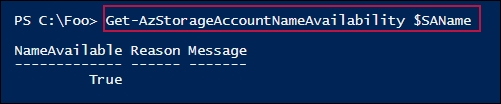 PS C:\Foo> Get-AzStorageAccountNameAvailability $SAName
NameAvailable Reason Message
------------- ------ -------
True